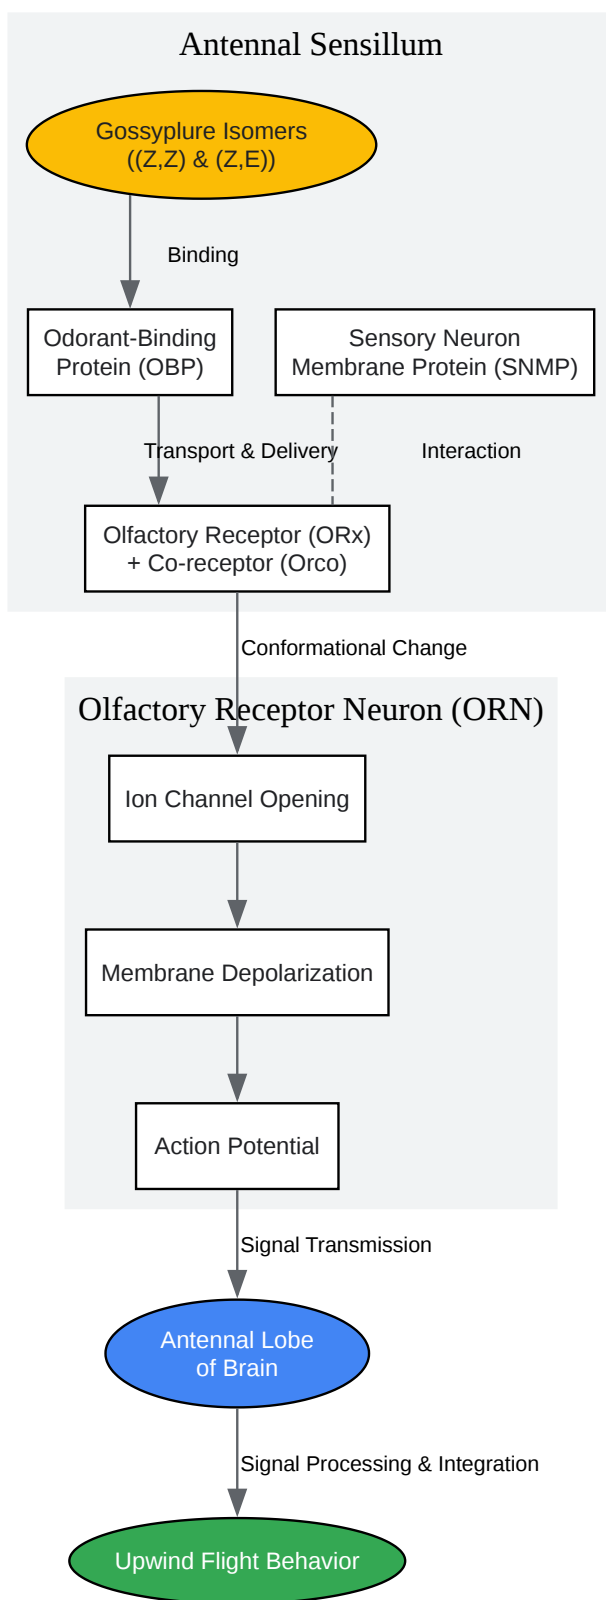 Antennal Sensillum
Gossyplure Isomers
((Z,Z) & (Z,E))
Binding
Odorant-Binding
Protein (OBP)
Sensory Neuron
Membrane Protein (SNMP)
Transport & Delivery
Interaction
Olfactory Receptor (ORx)
+ Co-receptor (Orco)
Conformational Change
Olfactory Receptor Neuron (ORN)
Ion Channel Opening
Membrane Depolarization
Action Potential
Signal Transmission
Antennal Lobe
of Brain
Signal Processing & Integration
Upwind Flight Behavior